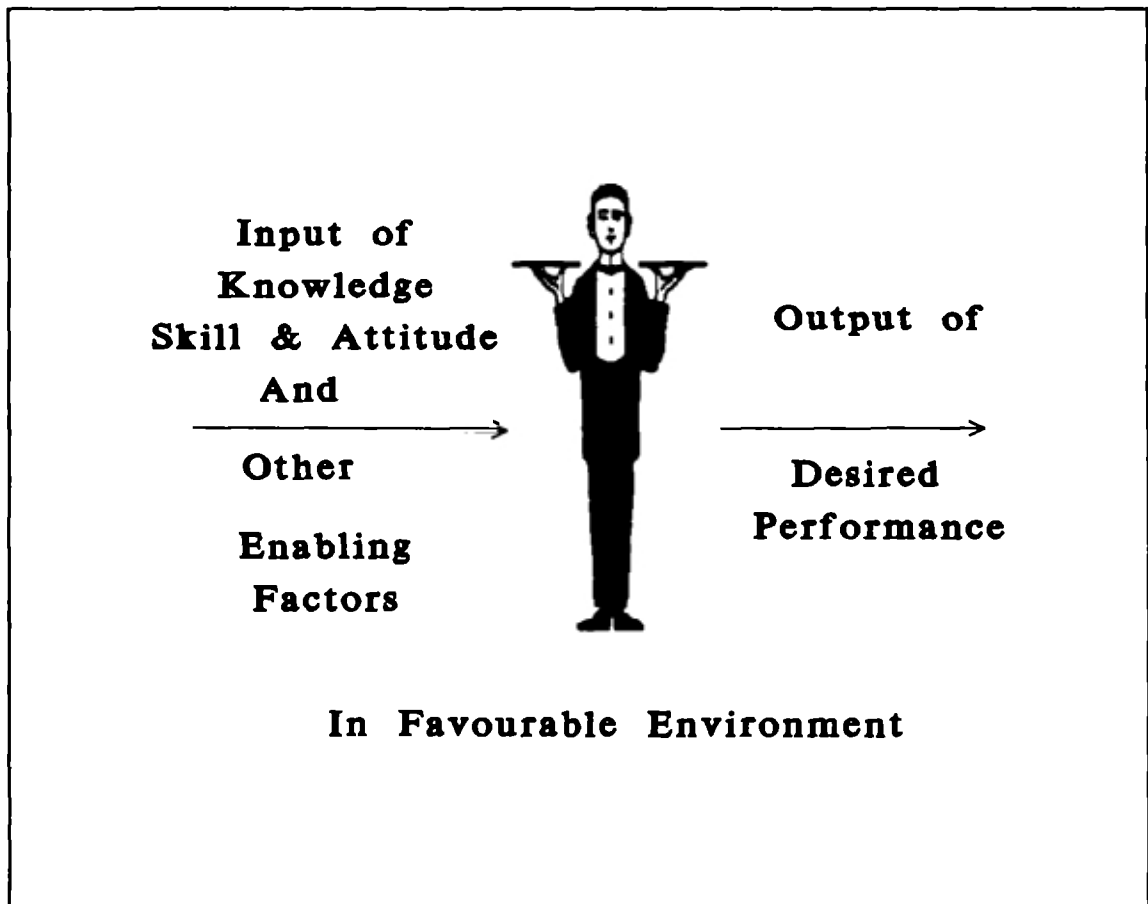 Input of
Knowledge
Skill & Attitude
And
Other
Enabling
Factors
Output of
Desired
Performance
In Favourable Environment